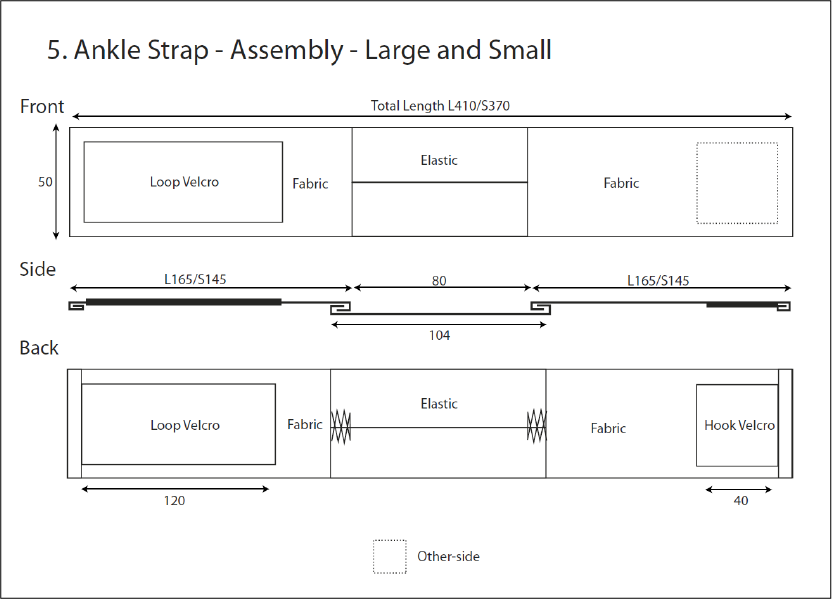 5. Ankle Strap - Assembly - Large and Small
Front
Total Length L410/S370
50
Loop Velcro
Fabric
Elastic
Fabric
Side
L165/S145
80
L165/S145
104
Back
Loop Velcro
Fabric
Elastic
Fabric
Hook Velcro
120
40
Other-side